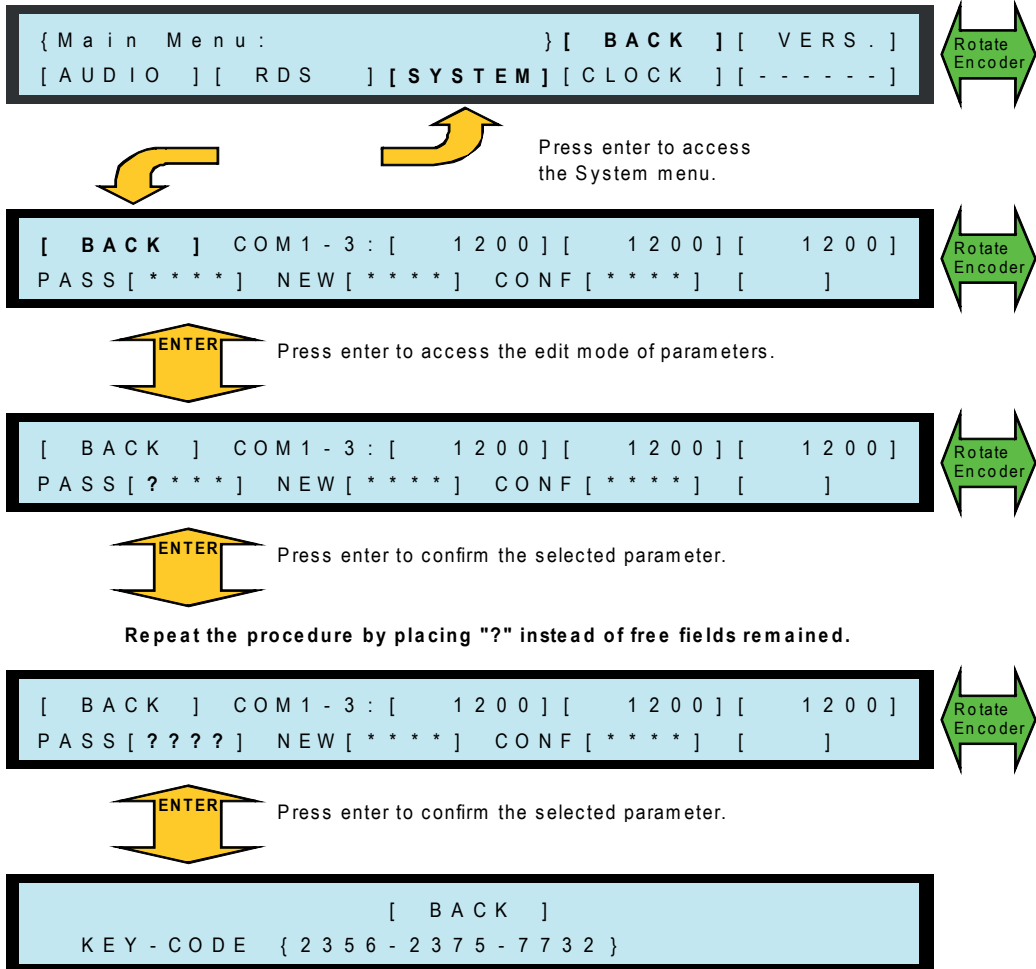 {Main Menu: }[ BACK ][ VERS.]
[AUDIO ][ RDS ][SYSTEM][CLOCK ][------]
Rotate
Encoder
Press enter to access
the System menu.
[ BACK ] COM1-3:[ 1200][ 1200][ 1200]
PASS[****] NEW[****] CONF[****] [ ]
Rotate
Encoder
ENTER
Press enter to access the edit mode of parameters.
[ BACK ] COM1-3:[ 1200][ 1200][ 1200]
PASS[?***] NEW[****] CONF[****] [ ]
Rotate
Encoder
ENTER
Press enter to confirm the selected parameter.
Repeat the procedure by placing "?" instead of free fields remained.
[ BACK ] COM1-3:[ 1200][ 1200][ 1200]
PASS[????] NEW[****] CONF[****] [ ]
Rotate
Encoder
ENTER
Press enter to confirm the selected parameter.
[ BACK ]
KEY-CODE {2356-2375-7732}